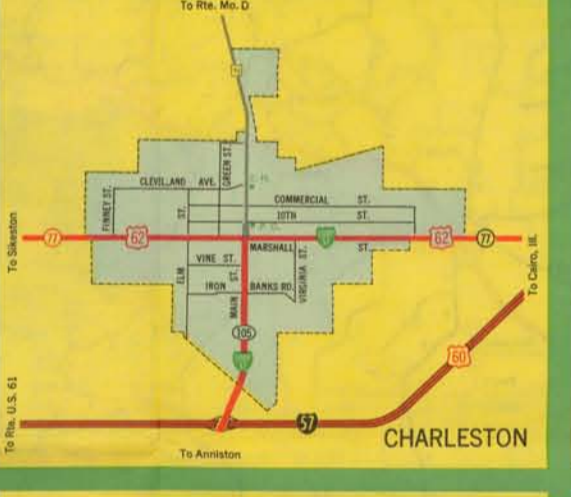 To Rte. Mo. D
GREEN ST.
CLEVELAND AVE.
FINNEY ST.
COMMERCIAL ST.
ST.
10TH ST.
To Sikeston
77
62
MARSHALL ST.
62
77
VINE ST.
ELM
ST.
VIRGINIA ST.
To Cairo, Ill.
IRON BANKS RD.
MAIN
105
60
To Rte. U.S. 61
57
CHARLESTON
To Anniston